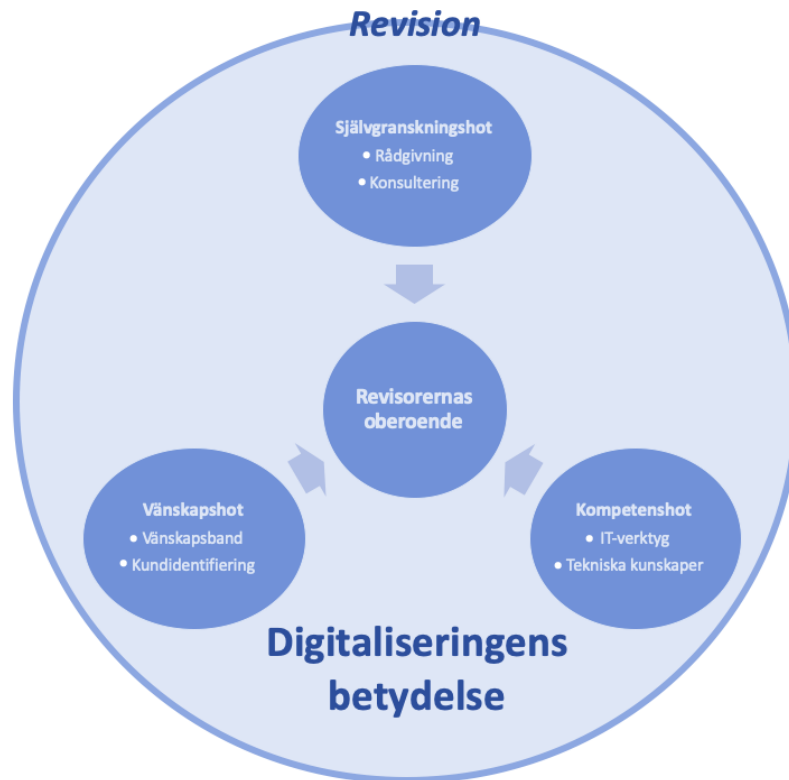 Revision
Självgranskningshot
• Rådgivning
• Konsultering
Revisorernas
oberoende
Vänskapshot
• Vänskapsband
• Kundidentifiering
Kompetenshot
• IT-verktyg
• Tekniska kunskaper
Digitaliseringens
betydelse